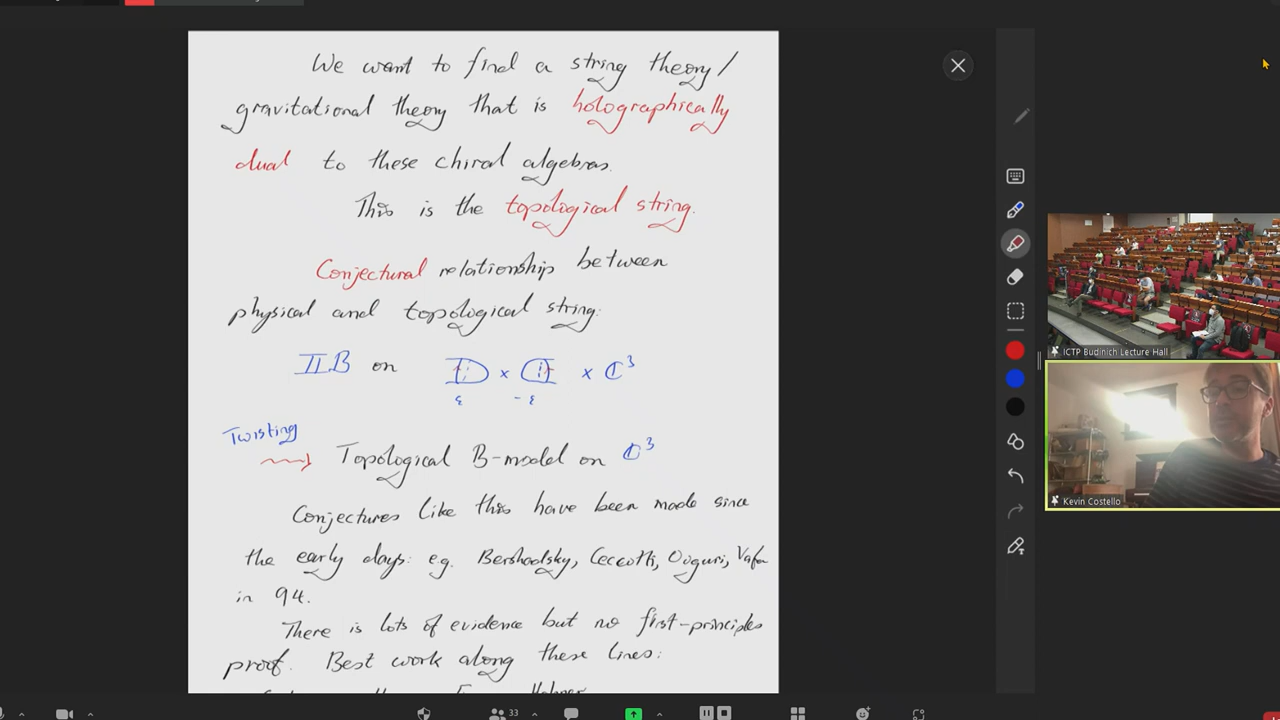 We want to find a string theory/
gravitational theory that is holographically
dual to these chiral algebras.
This is the topological string.
Conjectural relationship between
physical and topological string:
IIB on × × ℂ³
ε -ε
Twisting
⇝ Topological B-model on ℂ³
Conjectures like this have been made since
the early days: e.g. Bershadsky, Ceccotti, Ooguri, Vafa
in 94.
There is lots of evidence but no first-principles
proof. Best work along these lines:
ICTP Budinich Lecture Hall
Kevin Costello
33